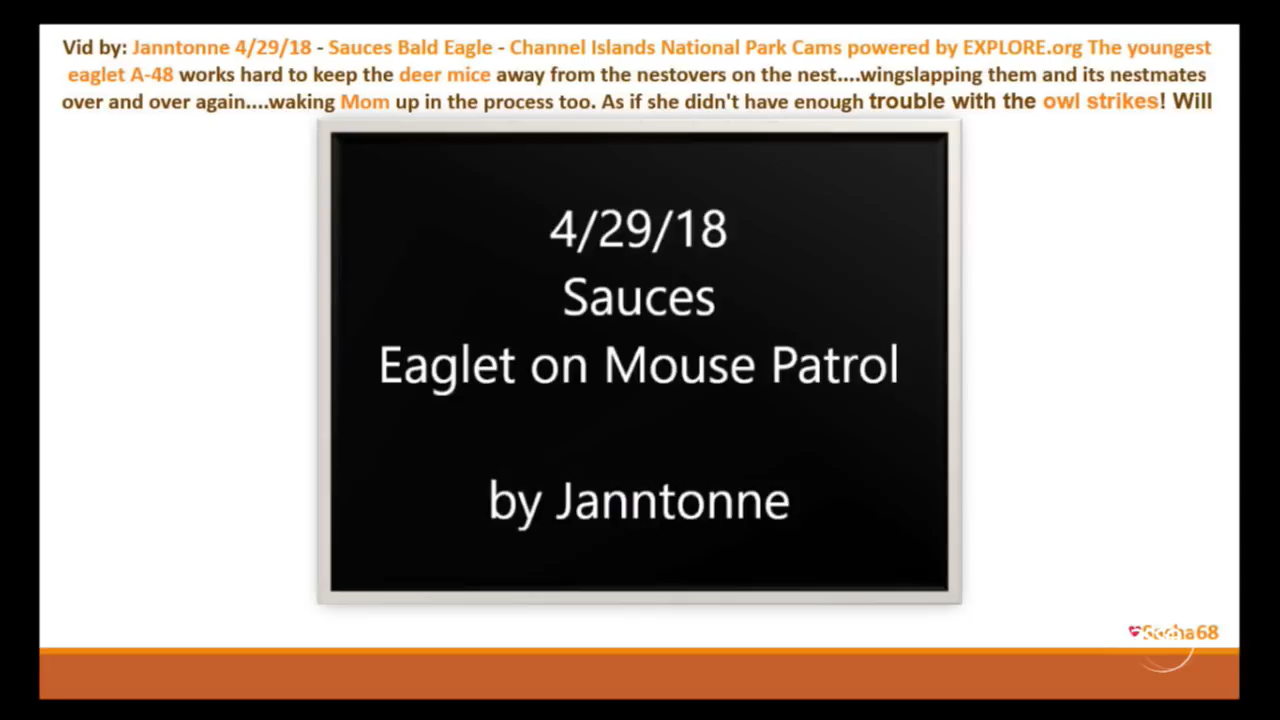 Vid by: Janntonne 4/29/18 - Sauces Bald Eagle - Channel Islands National Park Cams powered by EXPLORE.org The youngest
eaglet A-48 works hard to keep the deer mice away from the nestovers on the nest....wingslapping them and its nestmates
over and over again....waking Mom up in the process too. As if she didn't have enough trouble with the owl strikes! Will
4/29/18
Sauces
Eaglet on Mouse Patrol
by Janntonne